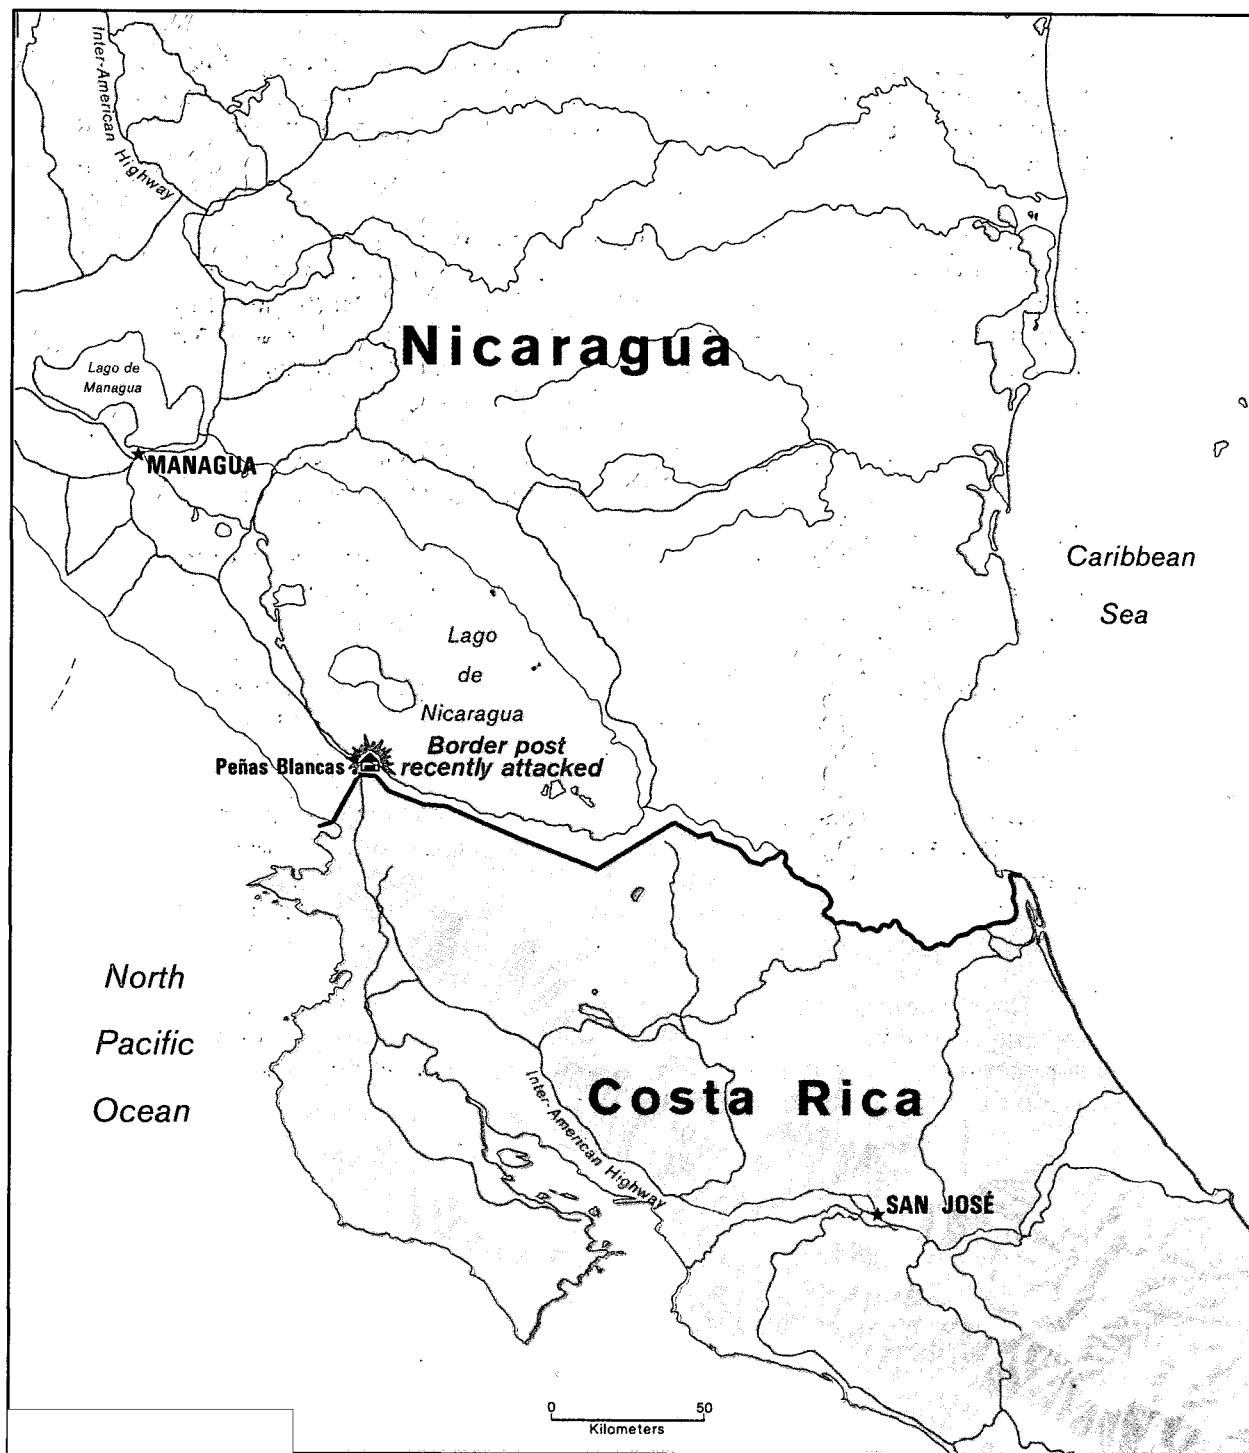 Inter-American Highway
Nicaragua
Lago de
Managua
MANAGUA
Caribbean
Sea
Lago
de
Nicaragua
Border post
recently attacked
Peñas Blancas
North
Pacific
Ocean
Costa Rica
Inter-American Highway
SAN JOSÉ
0 50
Kilometers